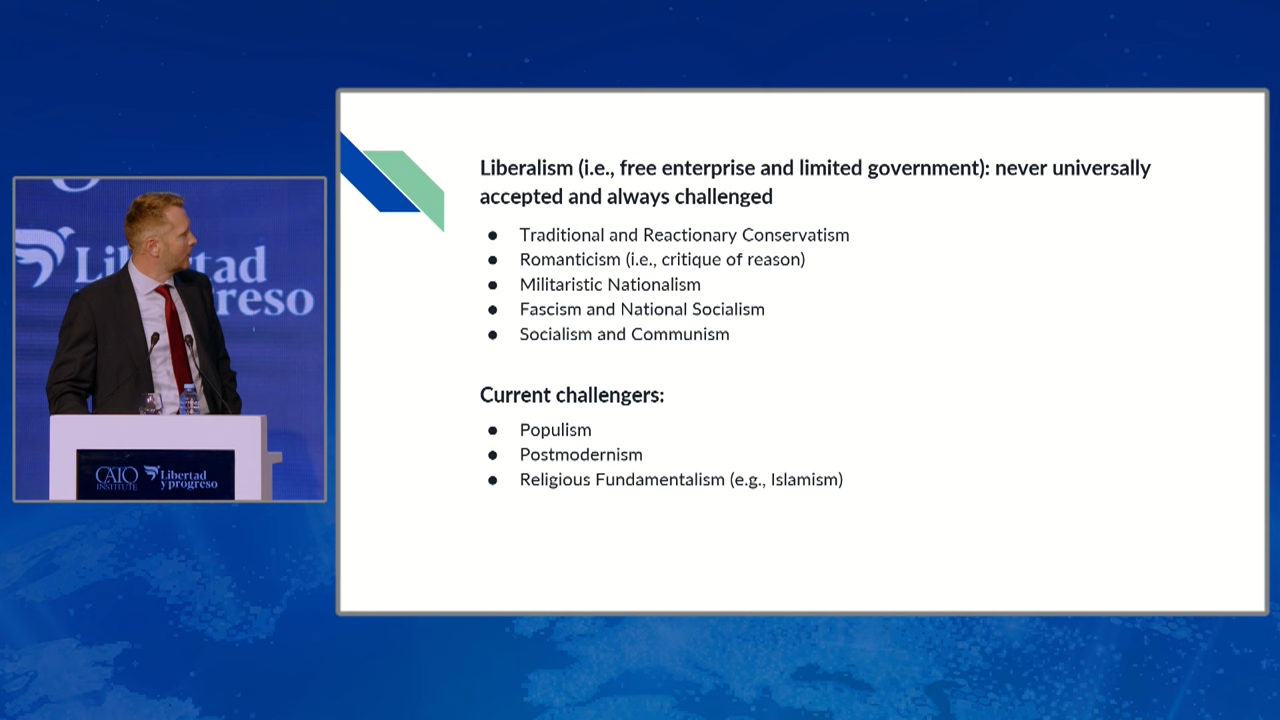 Libertad
progreso
CATO
INSTITUTE
Libertad
y progreso
Liberalism (i.e., free enterprise and limited government): never universally
accepted and always challenged
● Traditional and Reactionary Conservatism
● Romanticism (i.e., critique of reason)
● Militaristic Nationalism
● Fascism and National Socialism
● Socialism and Communism
Current challengers:
● Populism
● Postmodernism
● Religious Fundamentalism (e.g., Islamism)